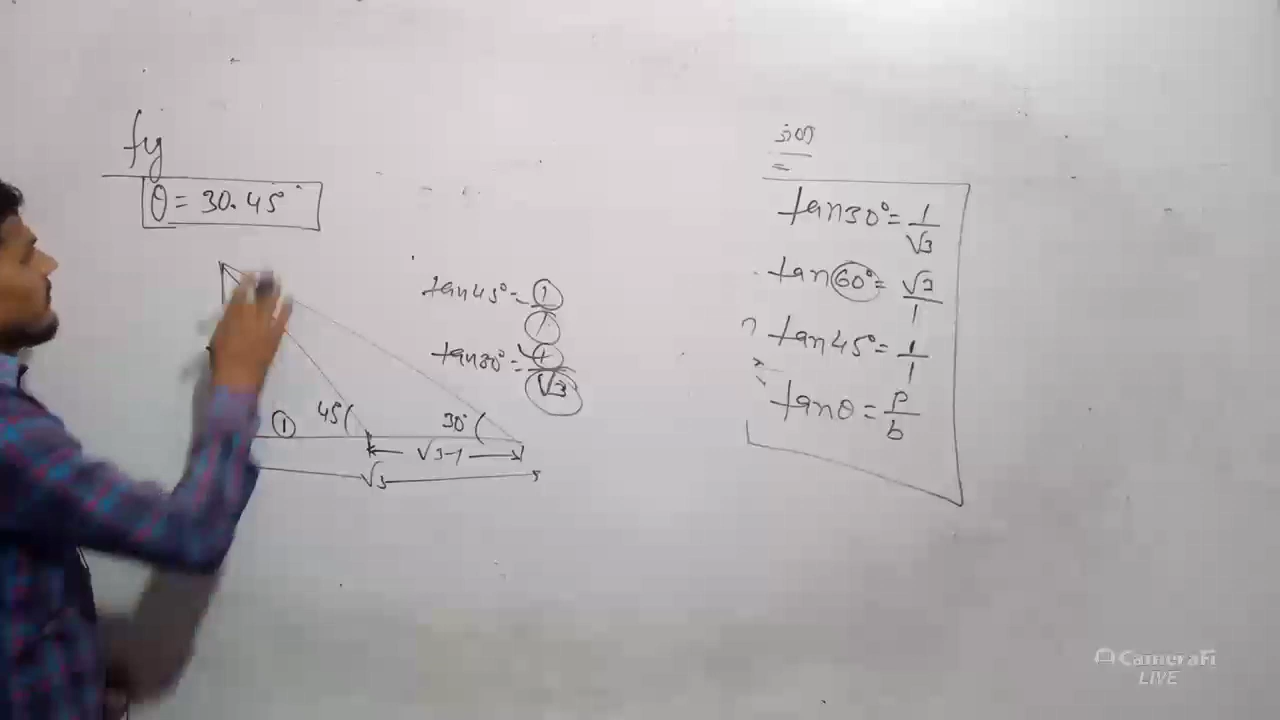 fy
θ = 30.45°
tan45° = 1/1
tan30° = 1/√3
1
45
30°
√3-1
√3
tan30° = 1/√3
tan60° = √3/1
tan45° = 1/1
tanθ = P/b
CameraFi
LIVE